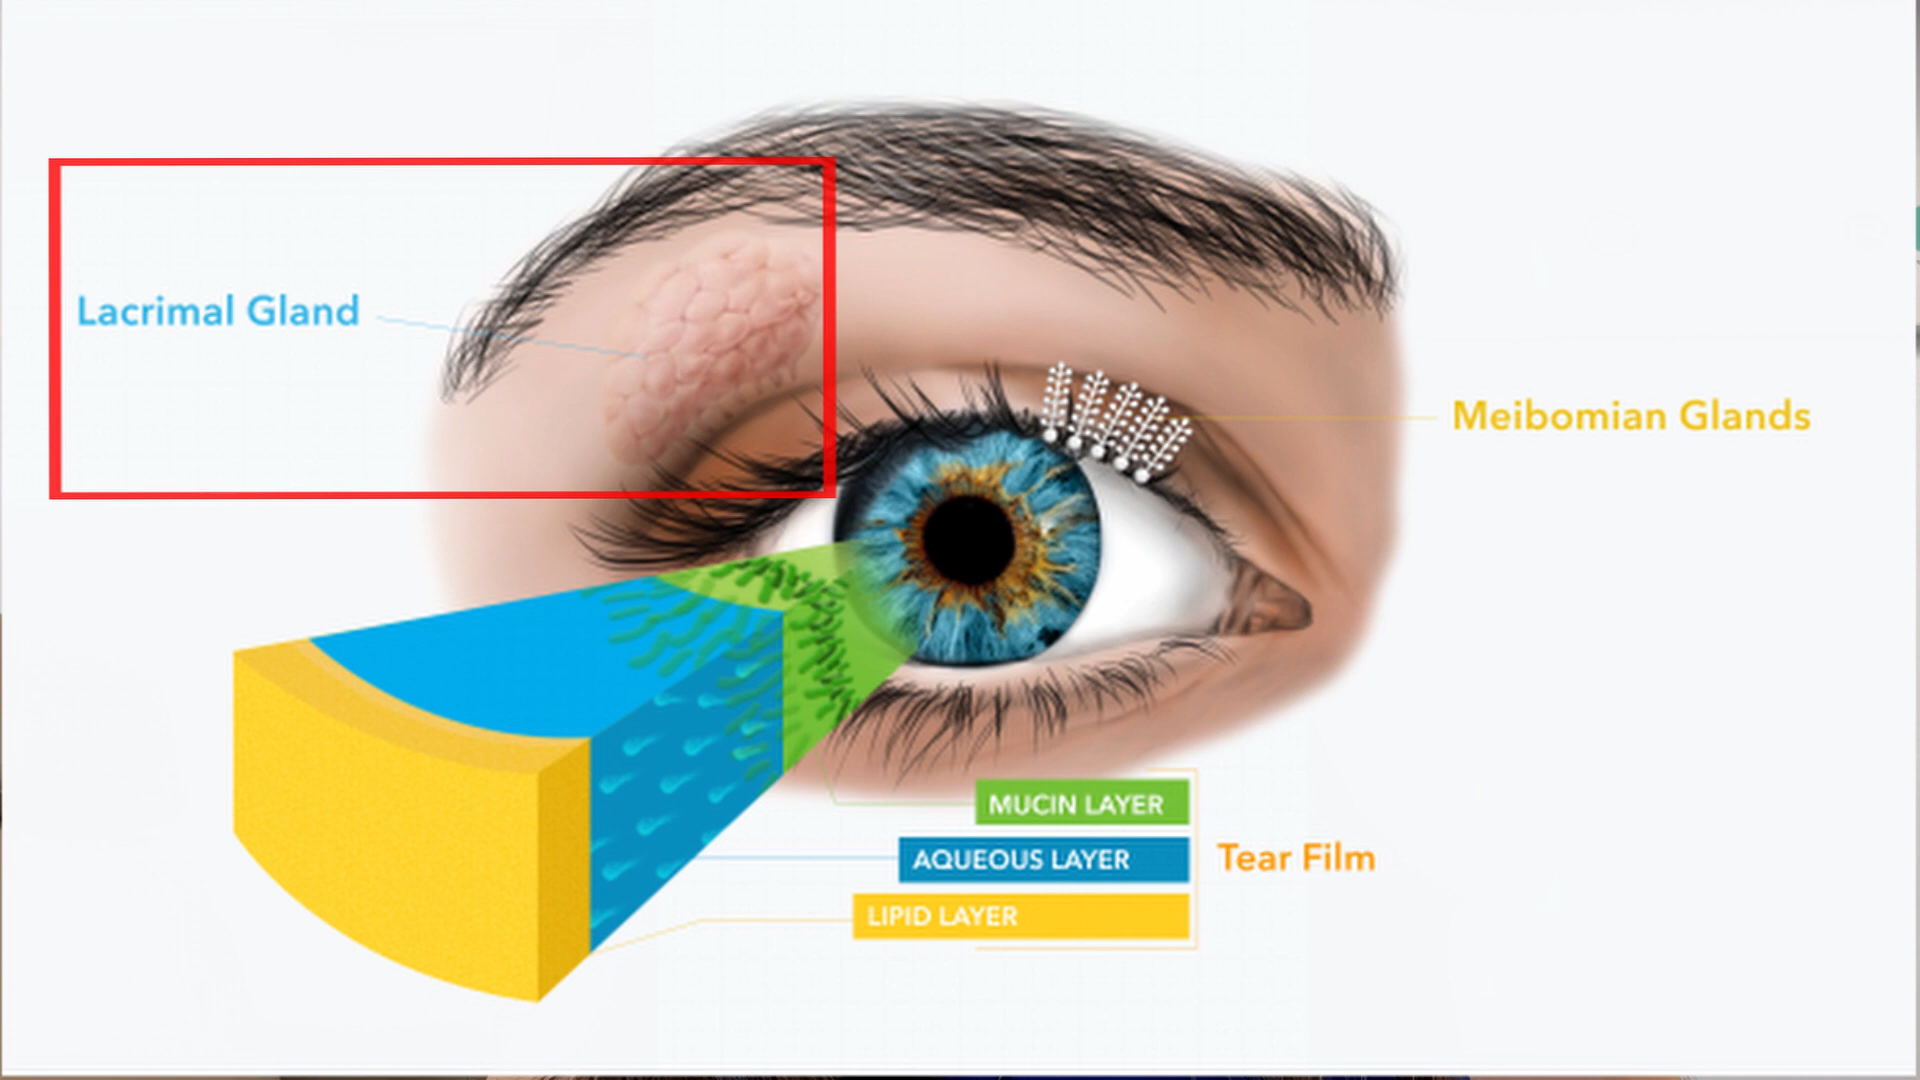 Lacrimal Gland
Meibomian Glands
MUCIN LAYER
AQUEOUS LAYER
Tear Film
LIPID LAYER